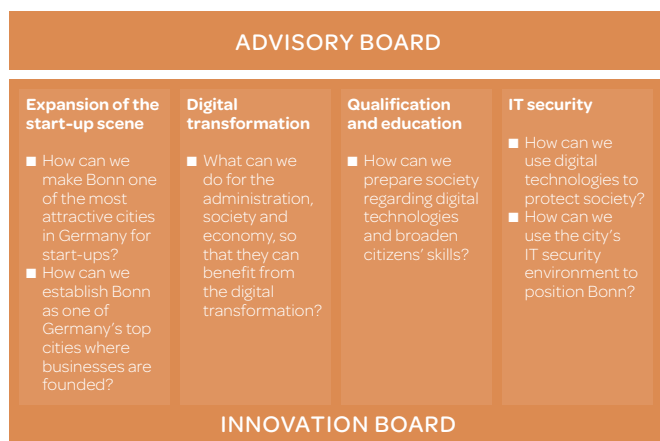 ADVISORY BOARD
Expansion of the
start-up scene
■ How can we
make Bonn one
of the most
attractive cities
in Germany for
start-ups?
■ How can we
establish Bonn
as one of
Germany's top
cities where
businesses are
founded?
Digital
transformation
■ What can we
do for the
administration,
society and
economy, so
that they can
benefit from
the digital
transformation?
Qualification
and education
■ How can we
prepare society
regarding digital
technologies
and broaden
citizens' skills?
IT security
■ How can we
use digital
technologies to
protect society?
■ How can we
use the city's
IT security
environment to
position Bonn?
INNOVATION BOARD